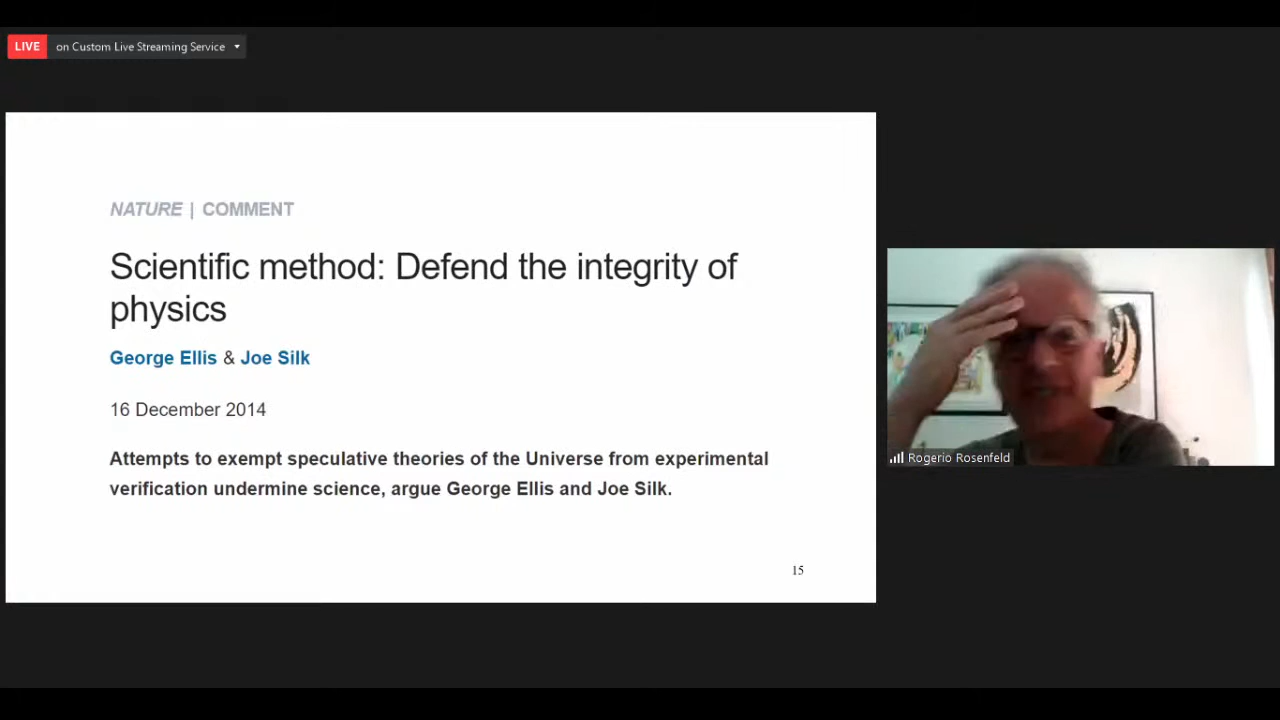 LIVE on Custom Live Streaming Service
NATURE | COMMENT
Scientific method: Defend the integrity of
physics
George Ellis & Joe Silk
16 December 2014
Attempts to exempt speculative theories of the Universe from experimental
verification undermine science, argue George Ellis and Joe Silk.
15
Rogerio Rosenfeld